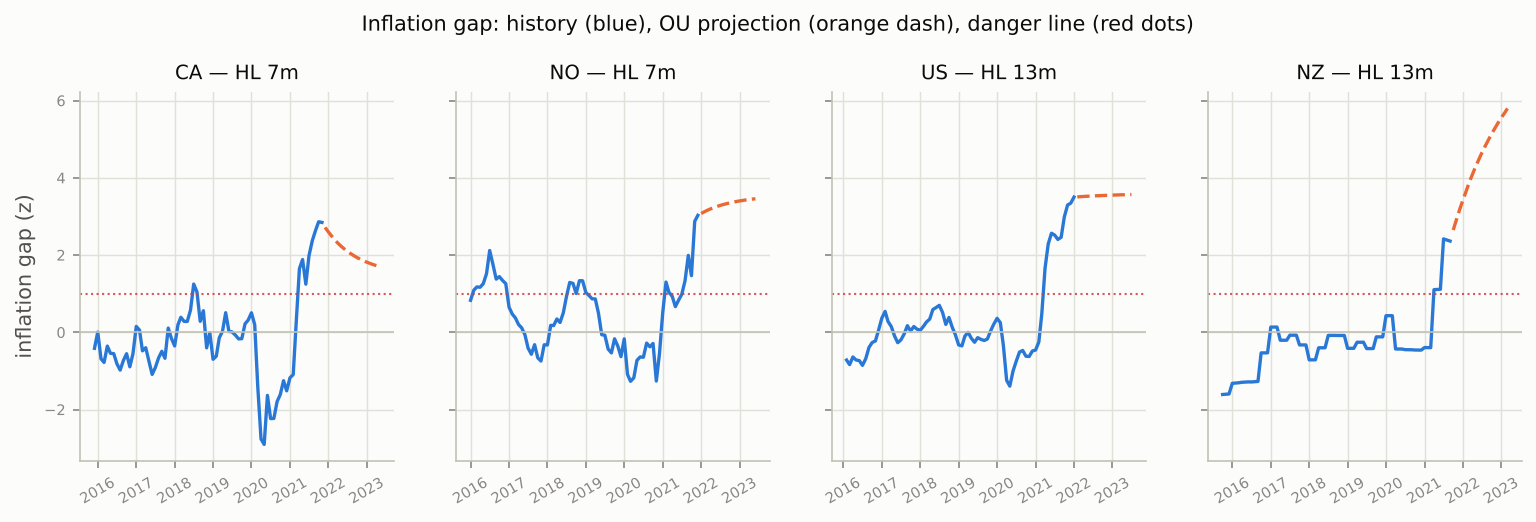 Inflation gap: history (blue), OU projection (orange dash), danger line (red dots)
CA — HL 7m
NO — HL 7m
US — HL 13m
NZ — HL 13m
inflation gap (z)
6
4
2
0
−2
2016 2017 2018 2019 2020 2021 2022 2023
2016 2017 2018 2019 2020 2021 2022 2023
2016 2017 2018 2019 2020 2021 2022 2023
2016 2017 2018 2019 2020 2021 2022 2023